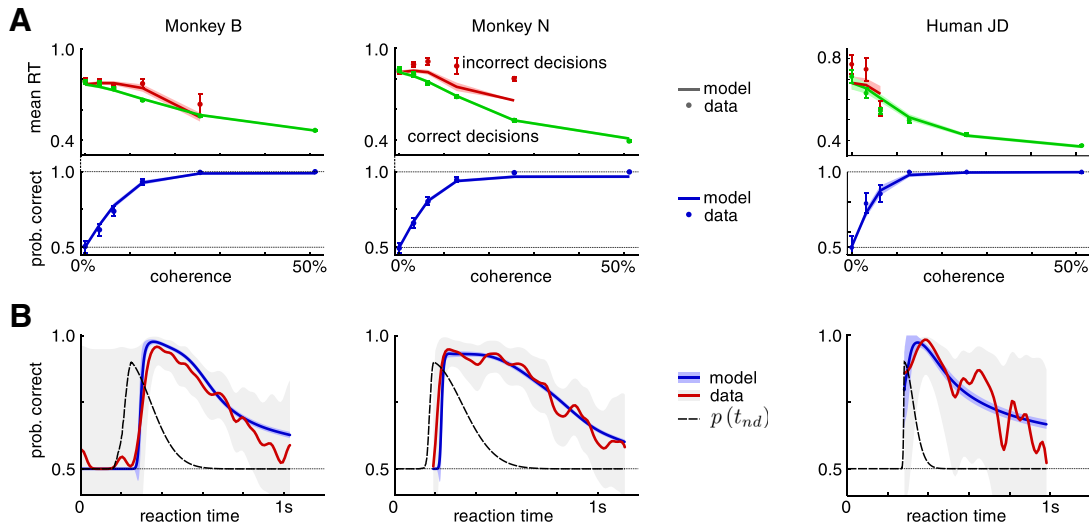 A
Monkey B
Monkey N
Human JD
mean RT
1.0
0.4
1.0
0.4
incorrect decisions
correct decisions
model
data
0.8
0.4
prob. correct
1.0
0.5
0%
50%
coherence
1.0
0.5
0%
50%
coherence
model
data
1.0
0.5
0%
50%
coherence
B
prob. correct
1.0
0.5
0
1s
reaction time
1.0
0.5
0
1s
reaction time
model
data
p (t_nd)
1.0
0.5
0
1s
reaction time